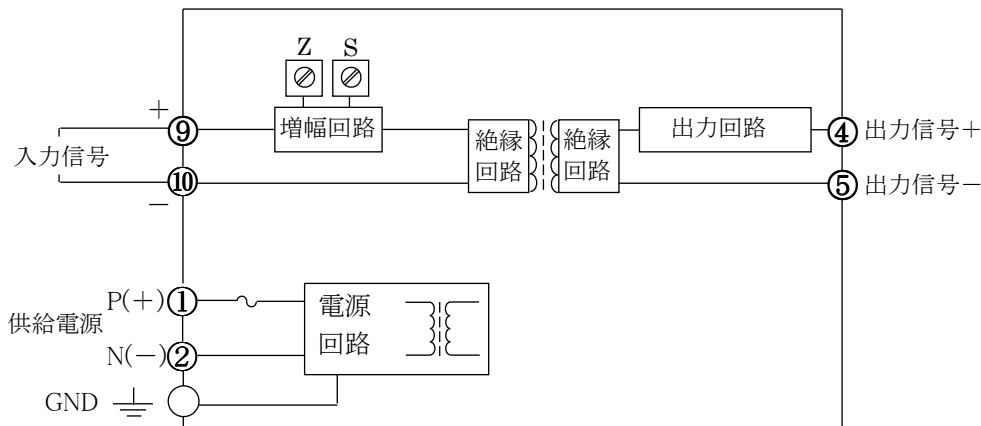 Z S
+
⑨ 増幅回路 絶縁 絶縁 出力回路 ④ 出力信号+
入力信号
回路 回路
⑩ ⑤ 出力信号−
−
P(+) ① 電源
供給電源
回路
N(−) ②
GND